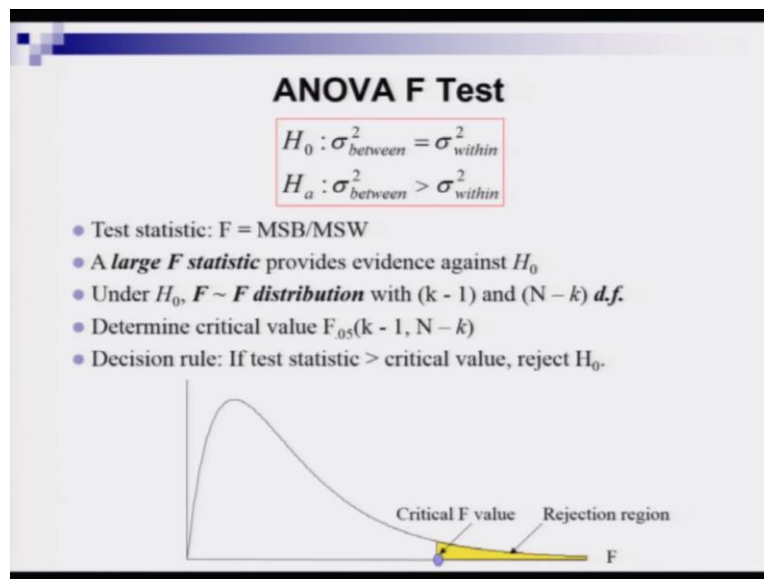 ANOVA F Test
H₀ : σ²between = σ²within
Hₐ : σ²between > σ²within
Test statistic: F = MSB/MSW
A large F statistic provides evidence against H₀
Under H₀, F ~ F distribution with (k - 1) and (N – k) d.f.
Determine critical value F.05(k - 1, N – k)
Decision rule: If test statistic > critical value, reject H₀.
Critical F value Rejection region
F